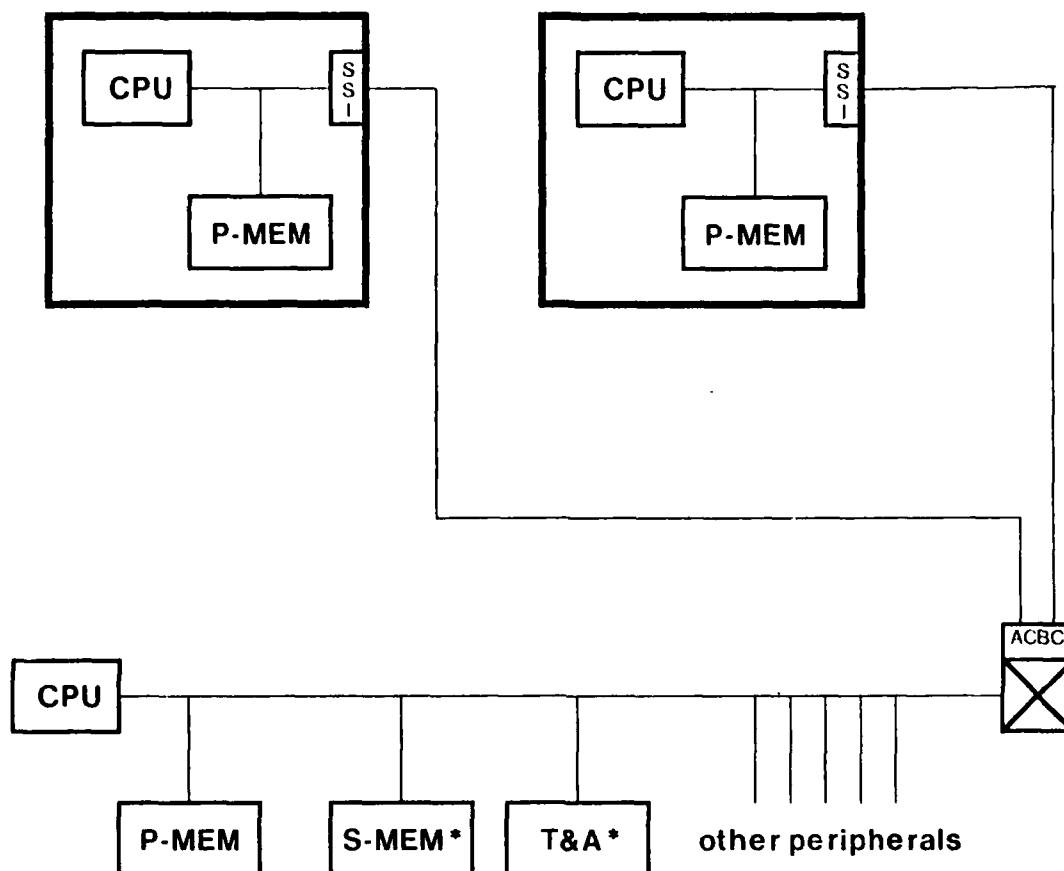 CPU
S
S
I
P-MEM
CPU
S
S
I
P-MEM
ACBC
CPU
P-MEM
S-MEM*
T&A*
other peripherals